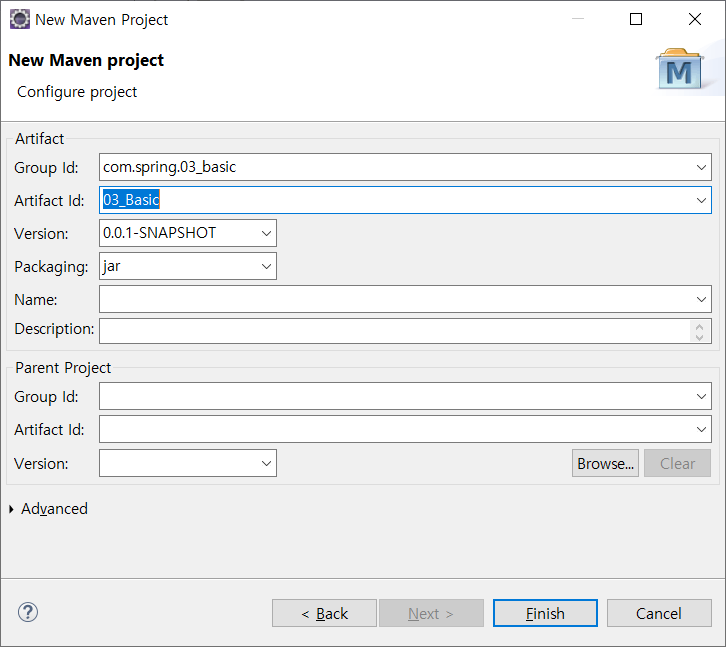 New Maven Project
New Maven project
Configure project
M
Artifact
Group Id: com.spring.03_basic
Artifact Id: 03_Basic
Version: 0.0.1-SNAPSHOT
Packaging: jar
Name:
Description:
Parent Project
Group Id:
Artifact Id:
Version: Browse... Clear
Advanced
? < Back Next > Finish Cancel